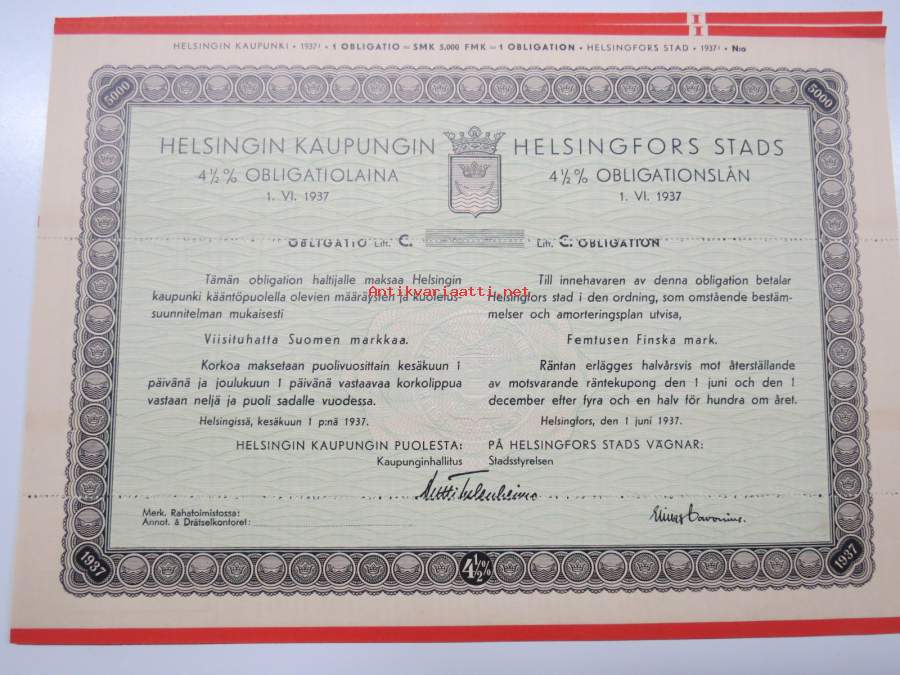 I
I
HELSINGIN KAUPUNKI • 1937 I • 1 OBLIGATIO = SMK 5,000 FMK = 1 OBLIGATION • HELSINGFORS STAD • 1937 I • N:o
5000
5000
HELSINGIN KAUPUNGIN
4½% OBLIGATIOLAINA
1. VI. 1937
HELSINGFORS STADS
4½% OBLIGATIONSLÅN
1. VI. 1937
OBLIGATIO Litt. C.
Litt. C. OBLIGATION
Tämän obligation haltijalle maksaa Helsingin
kaupunki kääntöpuolella olevien määräysten ja kuoletus-
suunnitelman mukaisesti
Viisituhatta Suomen markkaa.
Korkoa maksetaan puolivuosittain kesäkuun 1
päivänä ja joulukuun 1 päivänä vastaavaa korkolippua
vastaan neljä ja puoli sadalle vuodessa.
Helsingissä, kesäkuun 1 p:nä 1937.
HELSINGIN KAUPUNGIN PUOLESTA:
Kaupunginhallitus
Till innehavaren av denna obligation betalar
Helsingfors stad i den ordning, som omstående bestäm-
melser och amorteringsplan utvisa,
Femtusen Finska mark.
Räntan erlägges halvårsvis mot återställande
av motsvarande räntekupong den 1 juni och den 1
december efter fyra och en halv för hundra om året.
Helsingfors, den 1 juni 1937.
PÅ HELSINGFORS STADS VÄGNAR:
Stadsstyrelsen
Antikvariaatti.net
Merk. Rahatoimistossa:
Annot. å Drätselkontoret:
1937
4½%
1937